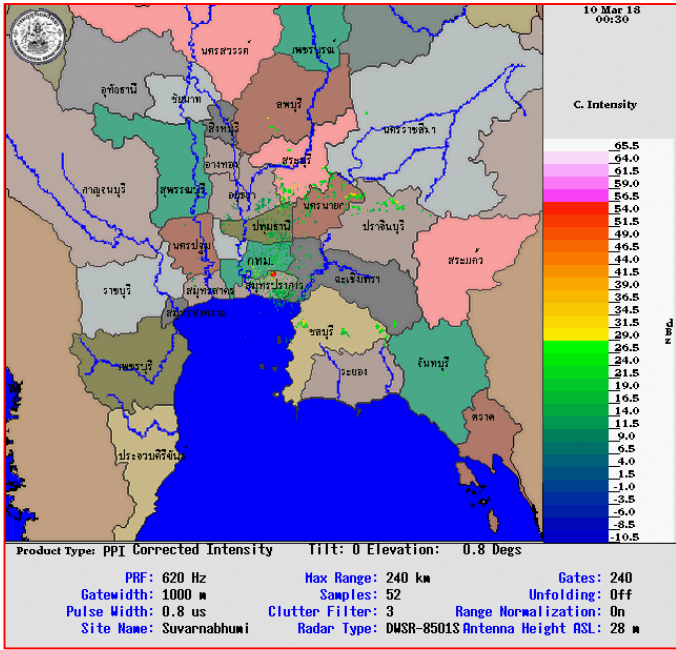 10 Mar 18
00:30
C. Intensity
65.5
64.0
61.5
59.0
56.5
54.0
51.5
49.0
46.5
44.0
41.5
39.0
36.5
34.0
31.5
29.0
26.5
24.0
21.5
19.0
16.5
14.0
11.5
9.0
6.5
4.0
1.5
-1.0
-3.5
-6.0
-8.5
-10.5
นครสวรรค์
เพชรบูรณ์
อุทัยธานี
ชัยนาท
ลพบุรี
สิงห์บุรี
นครราชสีมา
อ่างทอง
สระบุรี
กาญจนบุรี
สุพรรณบุรี
อยุธยา
นครนายก
ปทุมธานี
ปราจีนบุรี
นครปฐม
กทม.
สระแก้ว
ราชบุรี
สมุทรสาคร
สมุทรปราการ
ฉะเชิงเทรา
สมุทรสงคราม
ชลบุรี
เพชรบุรี
ระยอง
จันทบุรี
ตราด
ประจวบคีรีขันธ์
Product Type: PPI Corrected Intensity Tilt: 0 Elevation: 0.8 Degs
PRF: 620 Hz Max Range: 240 km Gates: 240
Gatewidth: 1000 m Samples: 52 Unfolding: Off
Pulse Width: 0.8 us Clutter Filter: 3 Range Normalization: On
Site Name: Suvarnabhumi Radar Type: DWSR-8501S Antenna Height ASL: 28 m